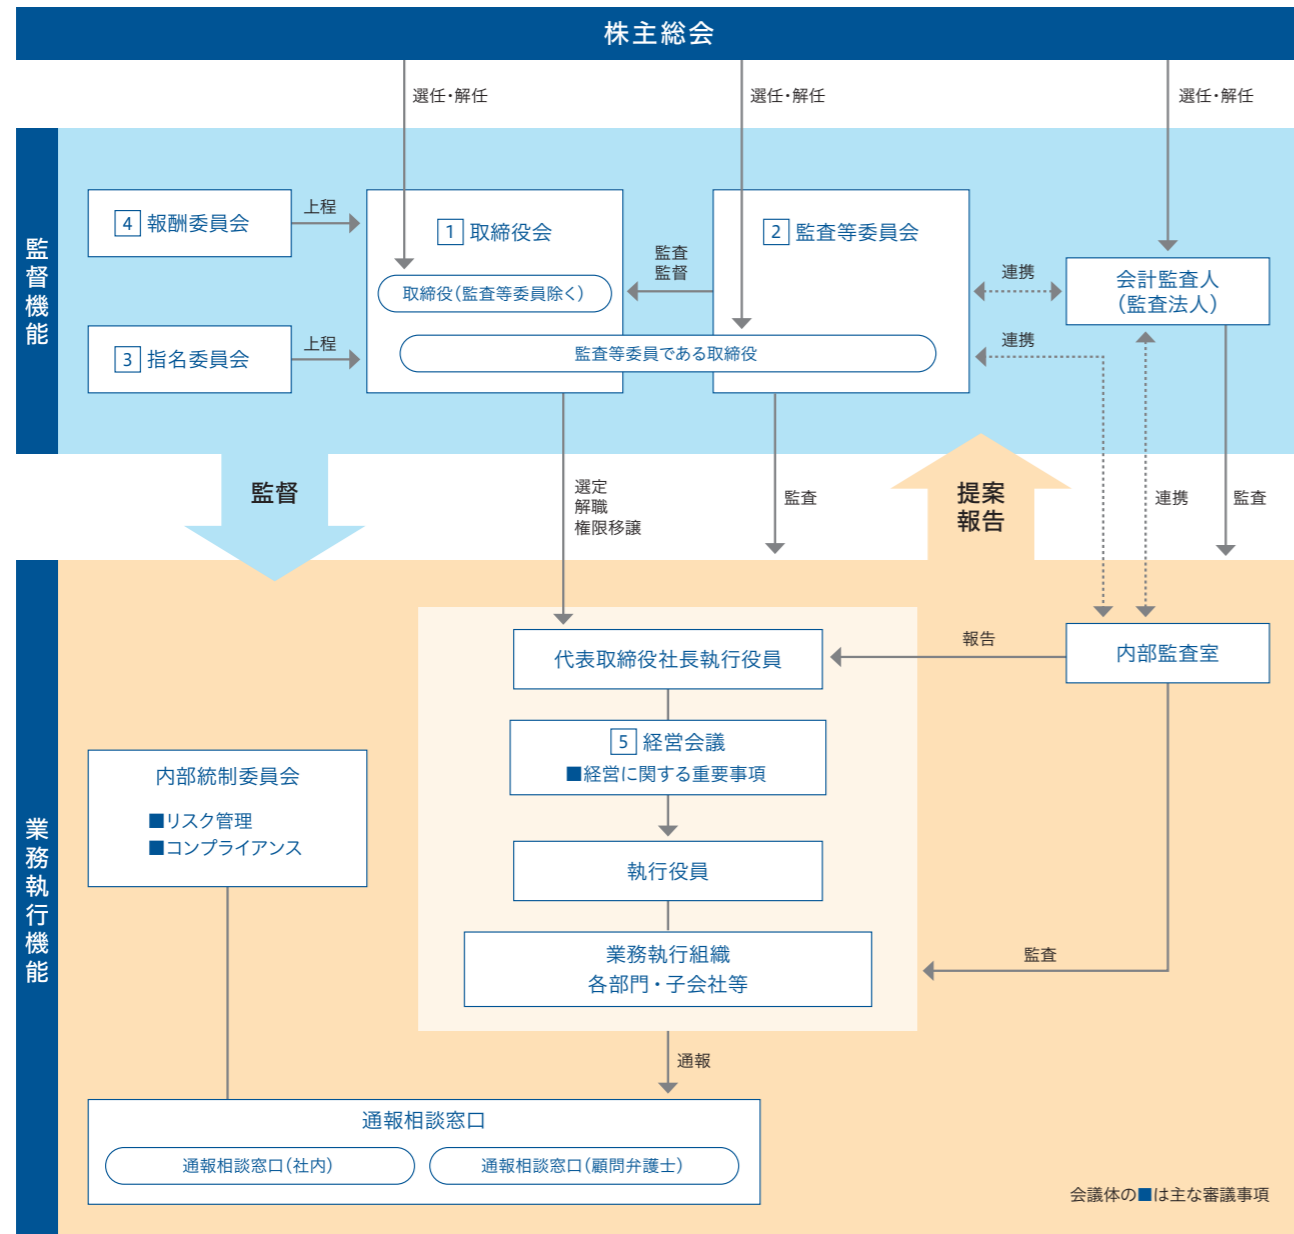 株主総会
選任・解任
選任・解任
選任・解任
監督機能
4 報酬委員会
上程
1 取締役会
取締役（監査等委員除く）
監査
監督
2 監査等委員会
監査等委員である取締役
連携
連携
会計監査人
（監査法人）
3 指名委員会
上程
監督
選定
解職
権限移譲
監査
提案
報告
連携
監査
業務執行機能
代表取締役社長執行役員
報告
内部監査室
5 経営会議
■経営に関する重要事項
内部統制委員会
■リスク管理
■コンプライアンス
執行役員
業務執行組織
各部門・子会社等
監査
通報
通報相談窓口
通報相談窓口（社内）
通報相談窓口（顧問弁護士）
会議体の■は主な審議事項